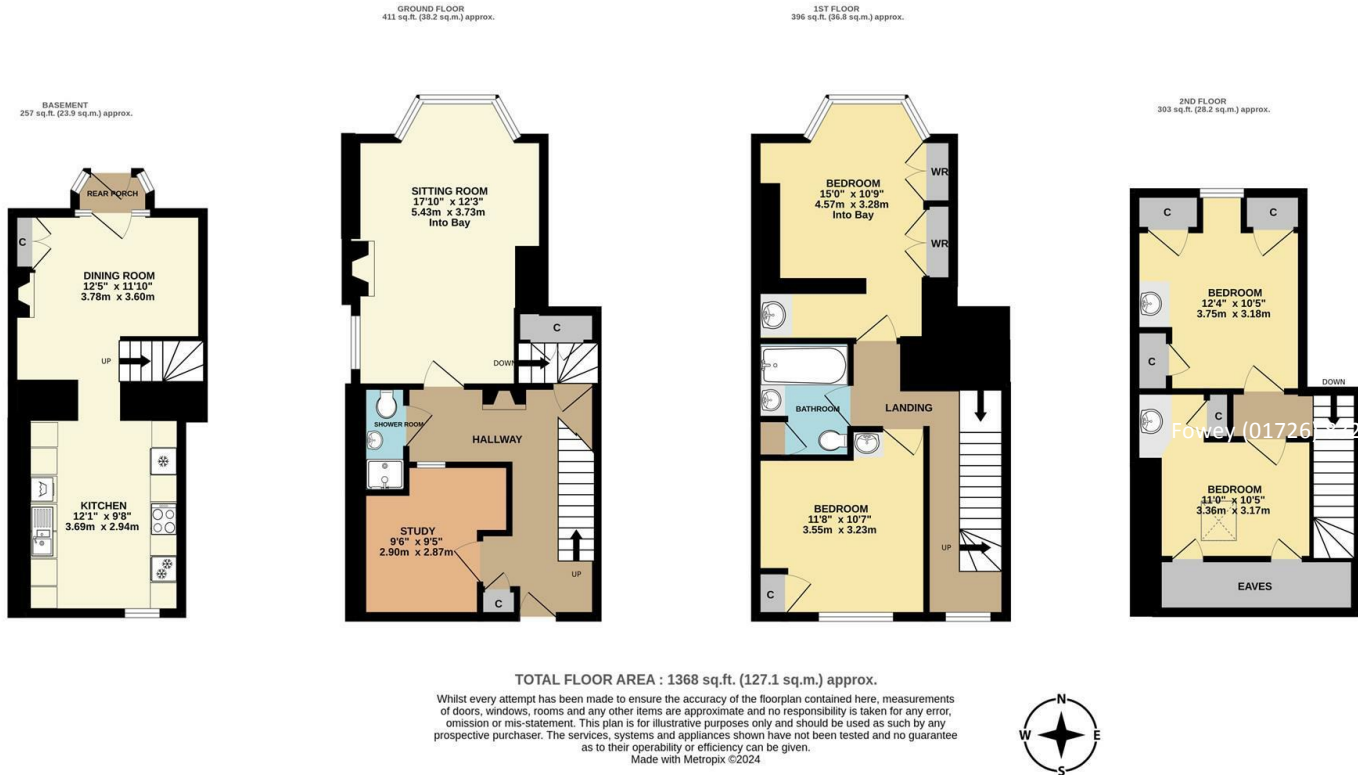 BASEMENT
257 sq.ft. (23.9 sq.m.) approx.
REAR PORCH
C
DINING ROOM
12'5" x 11'10"
3.78m x 3.60m
UP
KITCHEN
12'1" x 9'8"
3.69m x 2.94m
GROUND FLOOR
411 sq.ft. (38.2 sq.m.) approx.
SITTING ROOM
17'10" x 12'3"
5.43m x 3.73m
Into Bay
C
DOWN
SHOWER ROOM
HALLWAY
STUDY
9'6" x 9'5"
2.90m x 2.87m
UP
C
1ST FLOOR
396 sq.ft. (36.8 sq.m.) approx.
WR
BEDROOM
15'0" x 10'9"
4.57m x 3.28m
Into Bay
WR
BATHROOM
LANDING
BEDROOM
11'8" x 10'7"
3.55m x 3.23m
UP
C
2ND FLOOR
303 sq.ft. (28.2 sq.m.) approx.
C
C
BEDROOM
12'4" x 10'5"
3.75m x 3.18m
C
DOWN
C
Fowey (01726)
BEDROOM
11'0" x 10'5"
3.36m x 3.17m
EAVES
TOTAL FLOOR AREA : 1368 sq.ft. (127.1 sq.m.) approx.
Whilst every attempt has been made to ensure the accuracy of the floorplan contained here, measurements
of doors, windows, rooms and any other items are approximate and no responsibility is taken for any error,
omission or mis-statement. This plan is for illustrative purposes only and should be used as such by any
prospective purchaser. The services, systems and appliances shown have not been tested and no guarantee
as to their operability or efficiency can be given.
Made with Metropix ©2024
N
W E
S